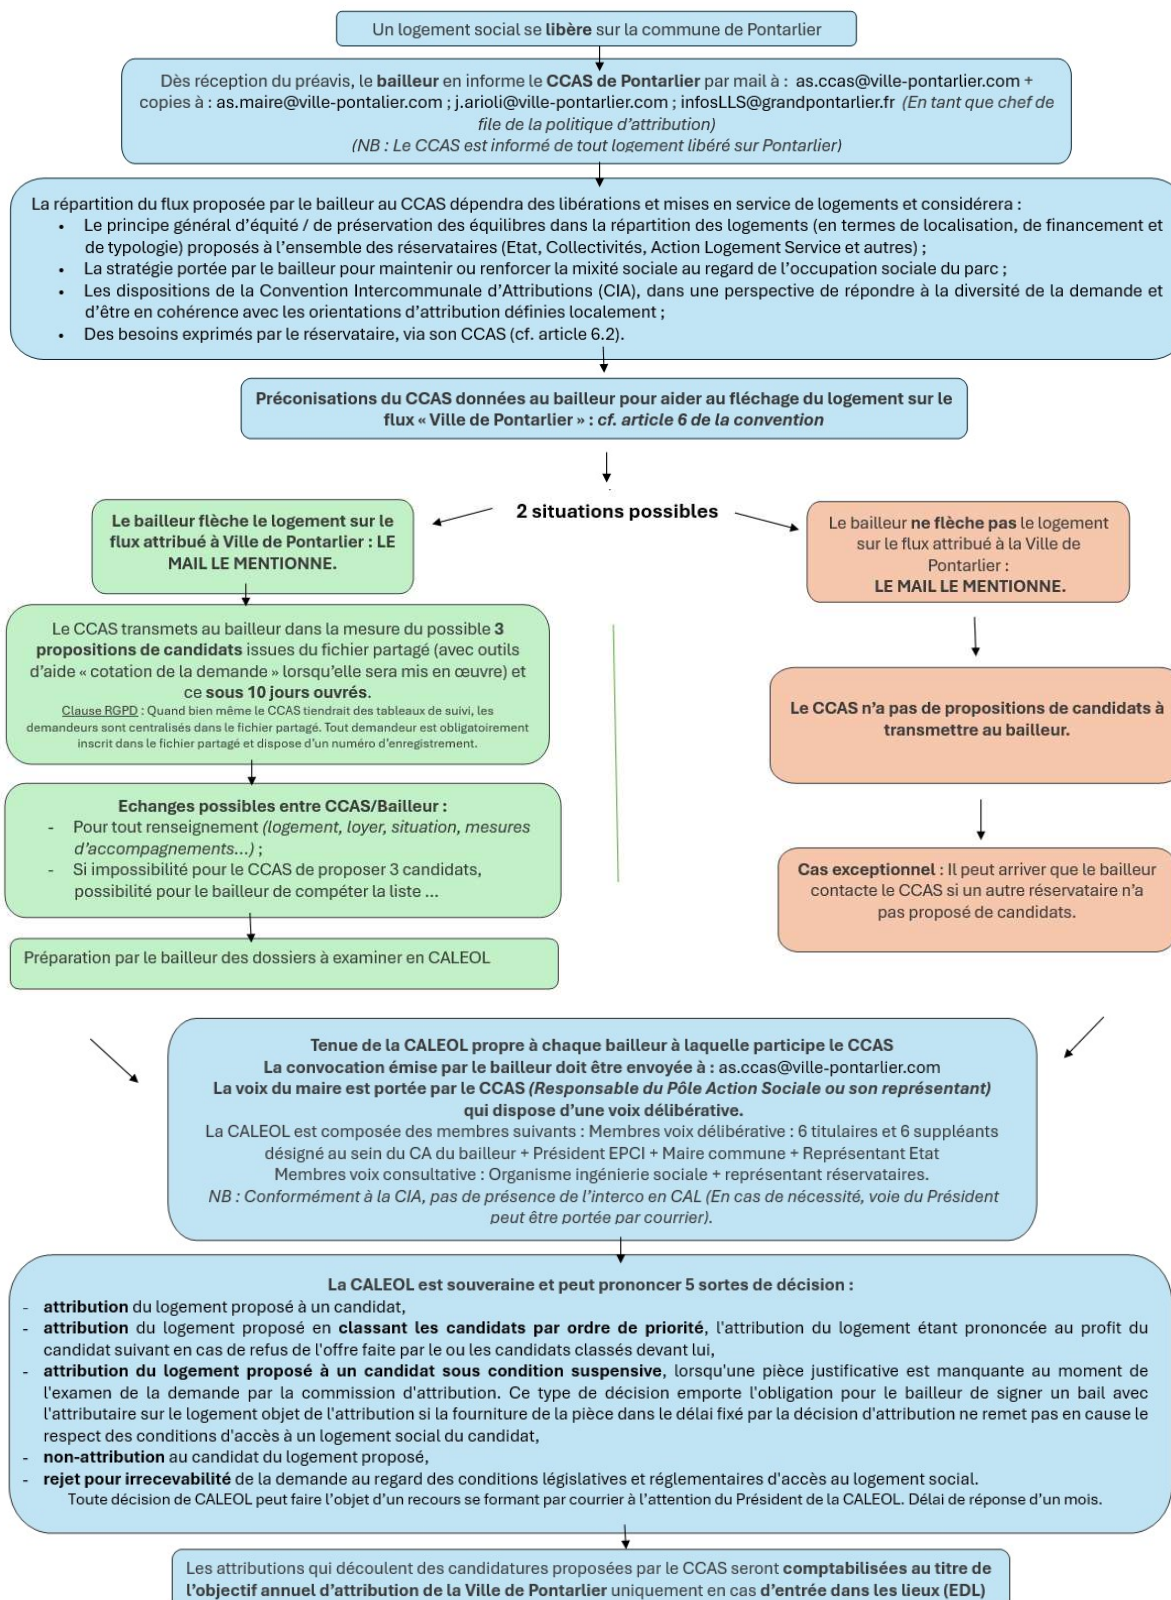 Un logement social se libère sur la commune de Pontarlier
Dès réception du préavis, le bailleur en informe le CCAS de Pontarlier par mail à : as.ccas@ville-pontarlier.com +
copies à : as.maire@ville-pontalier.com ; j.arioli@ville-pontarlier.com ; infosLLS@grandpontarlier.fr (En tant que chef de
file de la politique d'attribution)
(NB : Le CCAS est informé de tout logement libéré sur Pontarlier)
La répartition du flux proposée par le bailleur au CCAS dépendra des libérations et mises en service de logements et considérera :
• Le principe général d'équité / de préservation des équilibres dans la répartition des logements (en termes de localisation, de financement et
de typologie) proposés à l'ensemble des réservataires (Etat, Collectivités, Action Logement Service et autres) ;
• La stratégie portée par le bailleur pour maintenir ou renforcer la mixité sociale au regard de l'occupation sociale du parc ;
• Les dispositions de la Convention Intercommunale d'Attributions (CIA), dans une perspective de répondre à la diversité de la demande et
d'être en cohérence avec les orientations d'attribution définies localement ;
• Des besoins exprimés par le réservataire, via son CCAS (cf. article 6.2).
Préconisations du CCAS données au bailleur pour aider au fléchage du logement sur le
flux « Ville de Pontarlier » : cf. article 6 de la convention
2 situations possibles
Le bailleur flèche le logement sur le
flux attribué à Ville de Pontarlier : LE
MAIL LE MENTIONNE.
Le CCAS transmets au bailleur dans la mesure du possible 3
propositions de candidats issues du fichier partagé (avec outils
d'aide « cotation de la demande » lorsqu'elle sera mis en œuvre) et
ce sous 10 jours ouvrés.
Clause RGPD : Quand bien même le CCAS tiendrait des tableaux de suivi, les
demandeurs sont centralisés dans le fichier partagé. Tout demandeur est obligatoirement
inscrit dans le fichier partagé et dispose d'un numéro d'enregistrement.
Echanges possibles entre CCAS/Bailleur :
- Pour tout renseignement (logement, loyer, situation, mesures
d'accompagnements...) ;
- Si impossibilité pour le CCAS de proposer 3 candidats,
possibilité pour le bailleur de compéter la liste ...
Préparation par le bailleur des dossiers à examiner en CALEOL
Le bailleur ne flèche pas le logement
sur le flux attribué à la Ville de
Pontarlier :
LE MAIL LE MENTIONNE.
Le CCAS n'a pas de propositions de candidats à
transmettre au bailleur.
Cas exceptionnel : Il peut arriver que le bailleur
contacte le CCAS si un autre réservataire n'a
pas proposé de candidats.
Tenue de la CALEOL propre à chaque bailleur à laquelle participe le CCAS
La convocation émise par le bailleur doit être envoyée à : as.ccas@ville-pontarlier.com
La voix du maire est portée par le CCAS (Responsable du Pôle Action Sociale ou son représentant)
qui dispose d'une voix délibérative.
La CALEOL est composée des membres suivants : Membres voix délibérative : 6 titulaires et 6 suppléants
désigné au sein du CA du bailleur + Président EPCI + Maire commune + Représentant Etat
Membres voix consultative : Organisme ingénierie sociale + représentant réservataires.
NB : Conformément à la CIA, pas de présence de l'interco en CAL (En cas de nécessité, voie du Président
peut être portée par courrier).
La CALEOL est souveraine et peut prononcer 5 sortes de décision :
- attribution du logement proposé à un candidat,
- attribution du logement proposé en classant les candidats par ordre de priorité, l'attribution du logement étant prononcée au profit du
candidat suivant en cas de refus de l'offre faite par le ou les candidats classés devant lui,
- attribution du logement proposé à un candidat sous condition suspensive, lorsqu'une pièce justificative est manquante au moment de
l'examen de la demande par la commission d'attribution. Ce type de décision emporte l'obligation pour le bailleur de signer un bail avec
l'attributaire sur le logement objet de l'attribution si la fourniture de la pièce dans le délai fixé par la décision d'attribution ne remet pas en cause le
respect des conditions d'accès à un logement social du candidat,
- non-attribution au candidat du logement proposé,
- rejet pour irrecevabilité de la demande au regard des conditions législatives et réglementaires d'accès au logement social.
Toute décision de CALEOL peut faire l'objet d'un recours se formant par courrier à l'attention du Président de la CALEOL. Délai de réponse d'un mois.
Les attributions qui découlent des candidatures proposées par le CCAS seront comptabilisées au titre de
l'objectif annuel d'attribution de la Ville de Pontarlier uniquement en cas d'entrée dans les lieux (EDL)